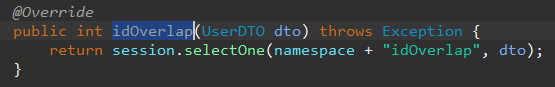 @Override
public int idOverlap(UserDTO dto) throws Exception {
return session.selectOne(namespace + "idOverlap", dto);
}